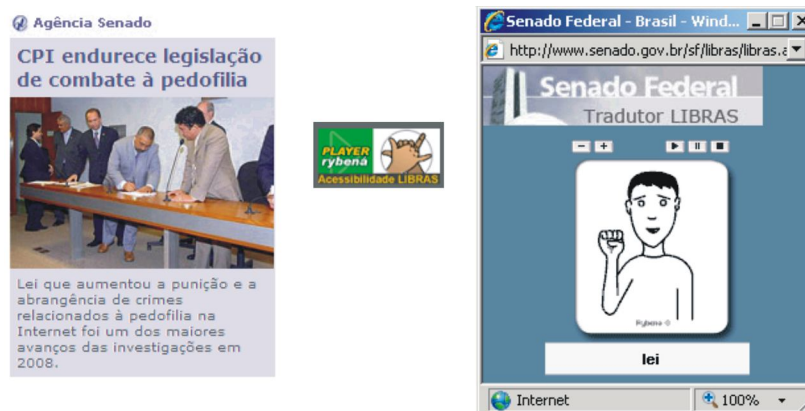 Agência Senado
CPI endurece legislação
de combate à pedofilia
Lei que aumentou a punição e a
abrangência de crimes
relacionados à pedofilia na
Internet foi um dos maiores
avanços das investigações em
2008.
PLAYER
rybená
Acessibilidade LIBRAS
Senado Federal - Brasil - Wind...
http://www.senado.gov.br/sf/libras/libras.
Senado Federal
Tradutor LIBRAS
Rybena ©
lei
Internet
100%